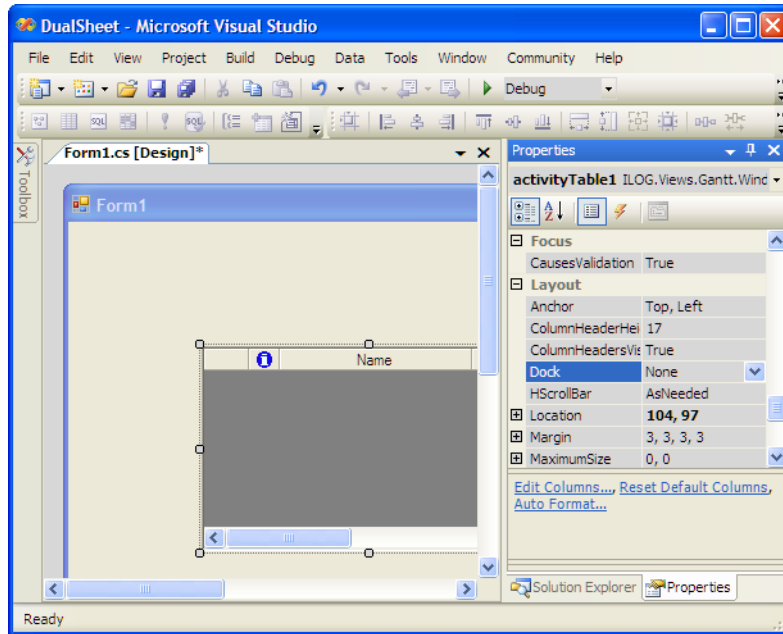 DualSheet - Microsoft Visual Studio
File Edit View Project Build Debug Data Tools Window Community Help
Debug
SQL SQL
Form1.cs [Design]*
Toolbox
Form1
Name
Properties
activityTable1 ILOG.Views.Gantt.Wind
Focus
CausesValidation True
Layout
Anchor Top, Left
ColumnHeaderHei 17
ColumnHeadersVis True
Dock None
HScrollBar AsNeeded
Location 104, 97
Margin 3, 3, 3, 3
MaximumSize 0, 0
Edit Columns..., Reset Default Columns,
Auto Format...
Solution Explorer Properties
Ready